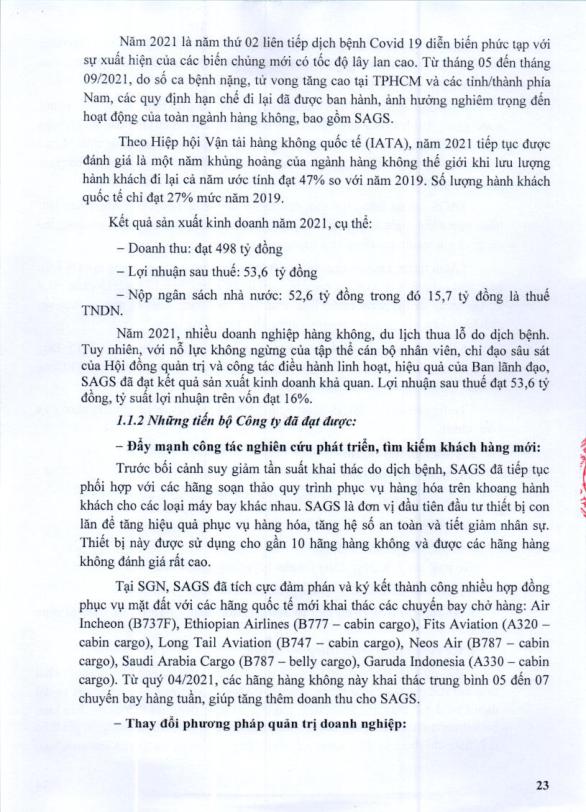 Năm 2021 là năm thứ 02 liên tiếp dịch bệnh Covid 19 diễn biến phức tạp với
sự xuất hiện của các biến chủng mới có tốc độ lây lan cao. Từ tháng 05 đến tháng
09/2021, do số ca bệnh nặng, tử vong tăng cao tại TPHCM và các tỉnh/thành phía
Nam, các quy định hạn chế đi lại đã được ban hành, ảnh hưởng nghiêm trọng đến
hoạt động của toàn ngành hàng không, bao gồm SAGS.
Theo Hiệp hội Vận tải hàng không quốc tế (IATA), năm 2021 tiếp tục được
đánh giá là một năm khủng hoảng của ngành hàng không thế giới khi lưu lượng
hành khách đi lại cả năm ước tính đạt 47% so với năm 2019. Số lượng hành khách
quốc tế chỉ đạt 27% mức năm 2019.
Kết quả sản xuất kinh doanh năm 2021, cụ thể:
– Doanh thu: đạt 498 tỷ đồng
– Lợi nhuận sau thuế: 53,6 tỷ đồng
– Nộp ngân sách nhà nước: 52,6 tỷ đồng trong đó 15,7 tỷ đồng là thuế
TNDN.
Năm 2021, nhiều doanh nghiệp hàng không, du lịch thua lỗ do dịch bệnh.
Tuy nhiên, với nỗ lực không ngừng của tập thể cán bộ nhân viên, chỉ đạo sâu sát
của Hội đồng quản trị và công tác điều hành linh hoạt, hiệu quả của Ban lãnh đạo,
SAGS đã đạt kết quả sản xuất kinh doanh khả quan. Lợi nhuận sau thuế đạt 53,6 tỷ
đồng, tỷ suất lợi nhuận trên vốn đạt 16%.
1.1.2 Những tiến bộ Công ty đã đạt được:
– Đẩy mạnh công tác nghiên cứu phát triển, tìm kiếm khách hàng mới:
Trước bối cảnh suy giảm tần suất khai thác do dịch bệnh, SAGS đã tiếp tục
phối hợp với các hãng soạn thảo quy trình phục vụ hàng hóa trên khoang hành
khách cho các loại máy bay khác nhau. SAGS là đơn vị đầu tiên đầu tư thiết bị con
lăn để tăng hiệu quả phục vụ hàng hóa, tăng hệ số an toàn và tiết giảm nhân sự.
Thiết bị này được sử dụng cho gần 10 hãng hàng không và được các hãng hàng
không đánh giá rất cao.
Tại SGN, SAGS đã tích cực đàm phán và ký kết thành công nhiều hợp đồng
phục vụ mặt đất với các hãng quốc tế mới khai thác các chuyến bay chở hàng: Air
Incheon (B737F), Ethiopian Airlines (B777 – cabin cargo), Fits Aviation (A320 –
cabin cargo), Long Tail Aviation (B747 – cabin cargo), Neos Air (B787 – cabin
cargo), Saudi Arabia Cargo (B787 – belly cargo), Garuda Indonesia (A330 – cabin
cargo). Từ quý 04/2021, các hãng hàng không này khai thác trung bình 05 đến 07
chuyến bay hàng tuần, giúp tăng thêm doanh thu cho SAGS.
– Thay đổi phương pháp quản trị doanh nghiệp:
23